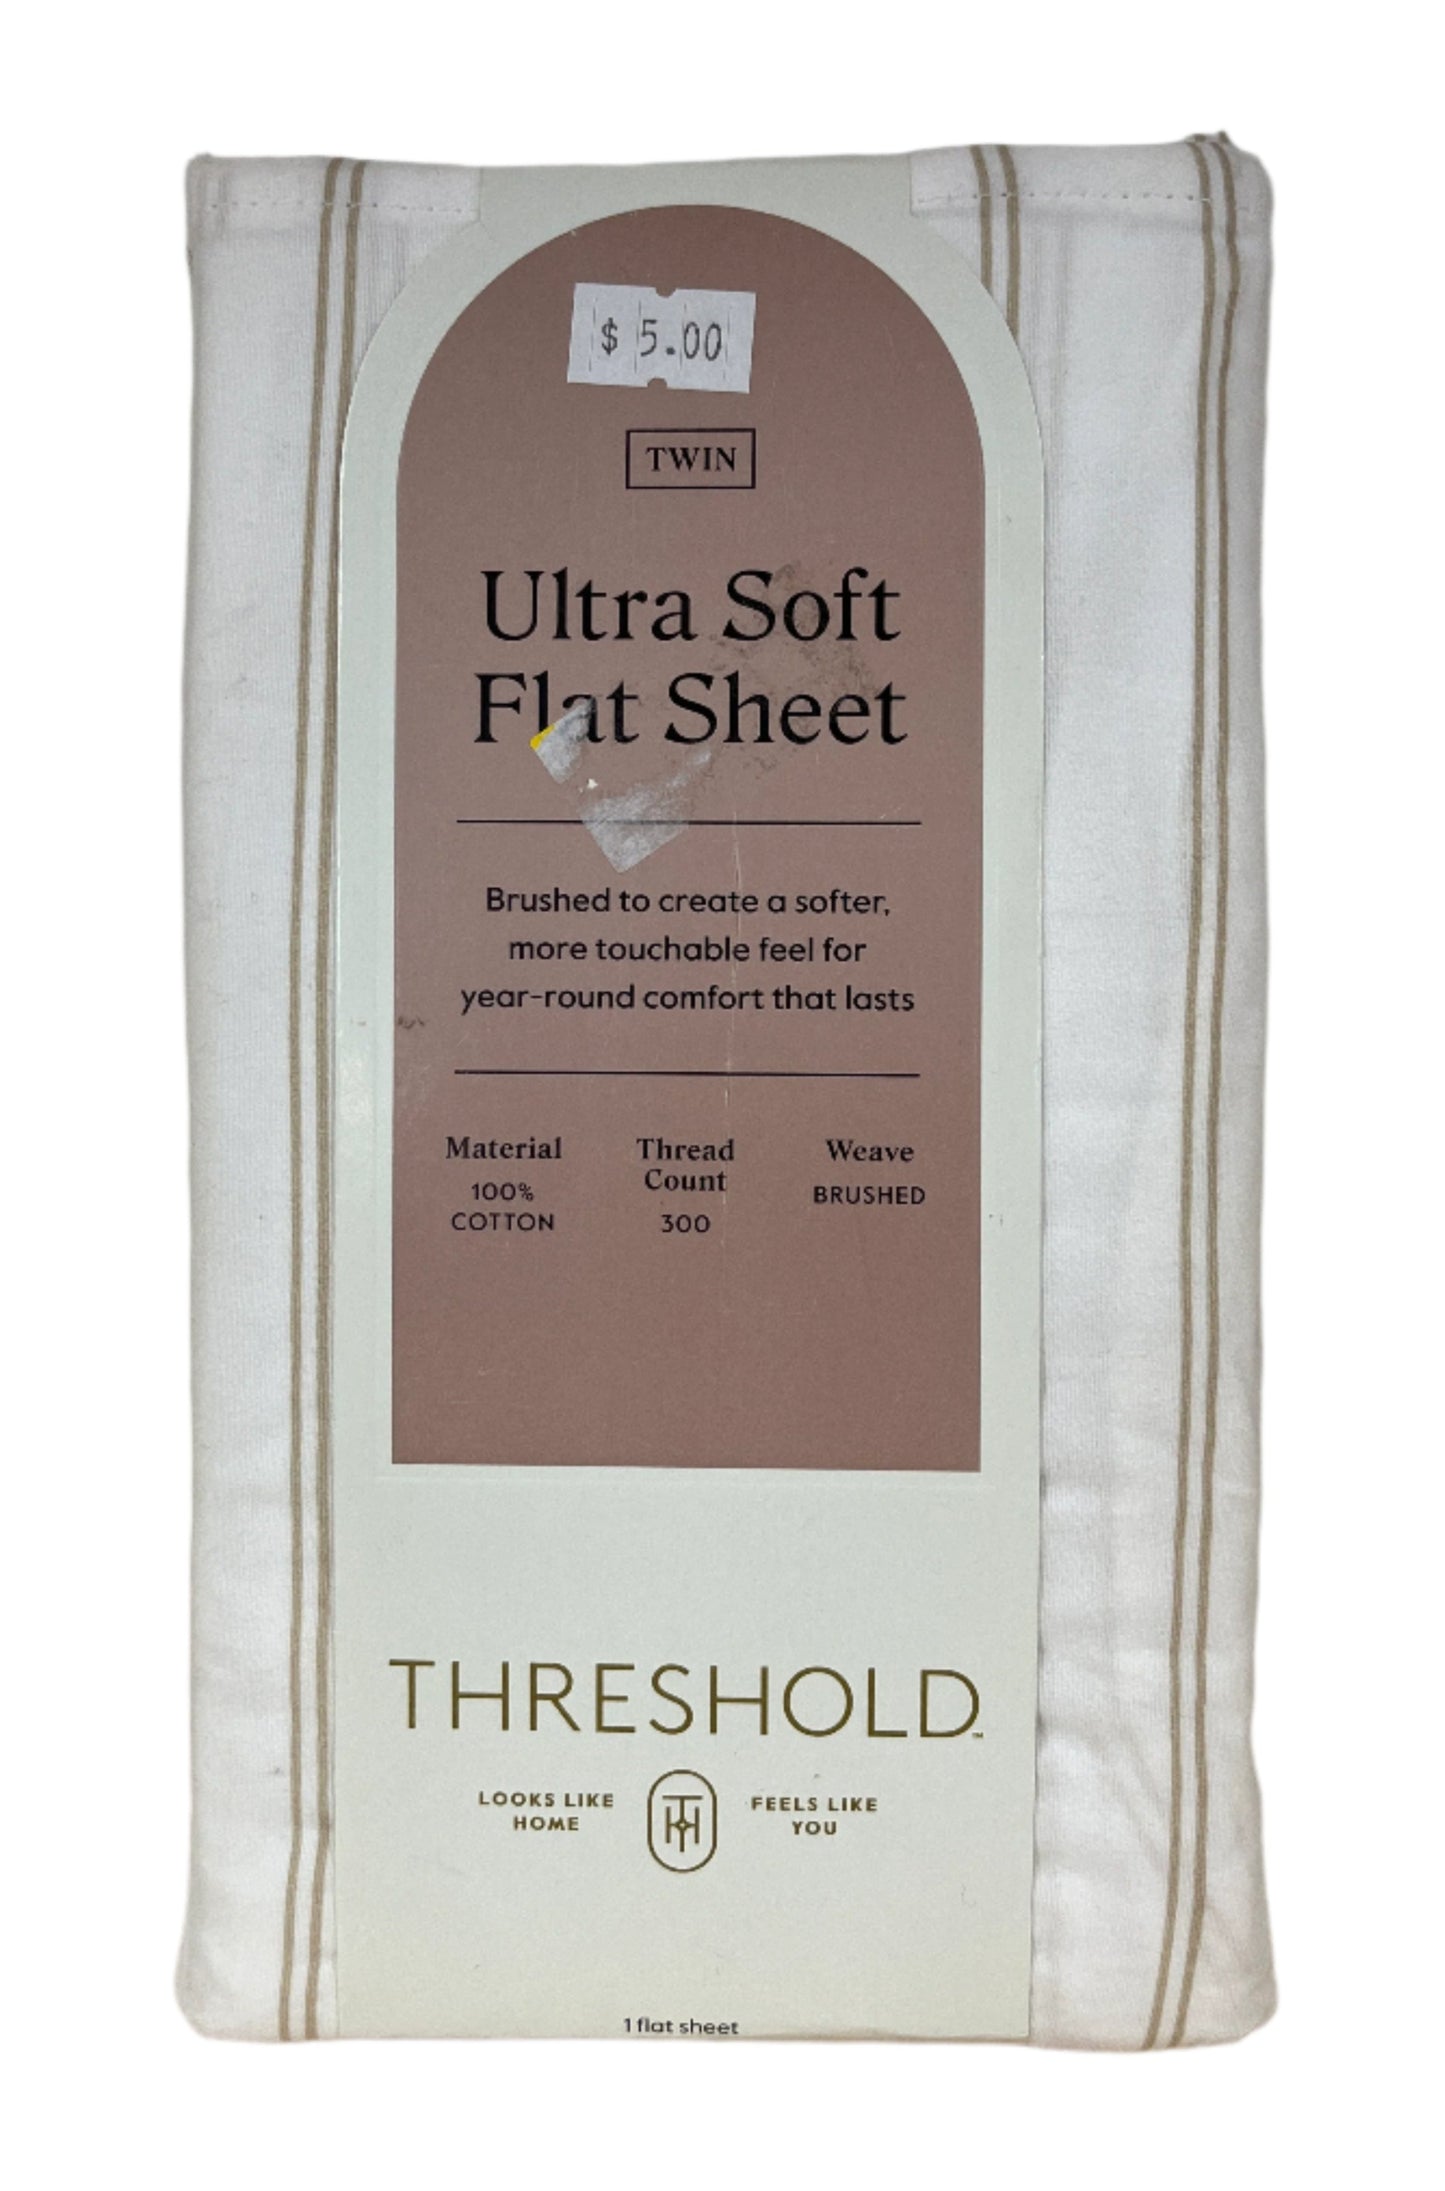 $ 5.00
TWIN
Ultra Soft
Flat Sheet
Brushed to create a softer,
more touchable feel for
year-round comfort that lasts
Material
100%
COTTON
Thread
Count
300
Weave
BRUSHED
THRESHOLD™
LOOKS LIKE
HOME
FEELS LIKE
YOU
1 flat sheet